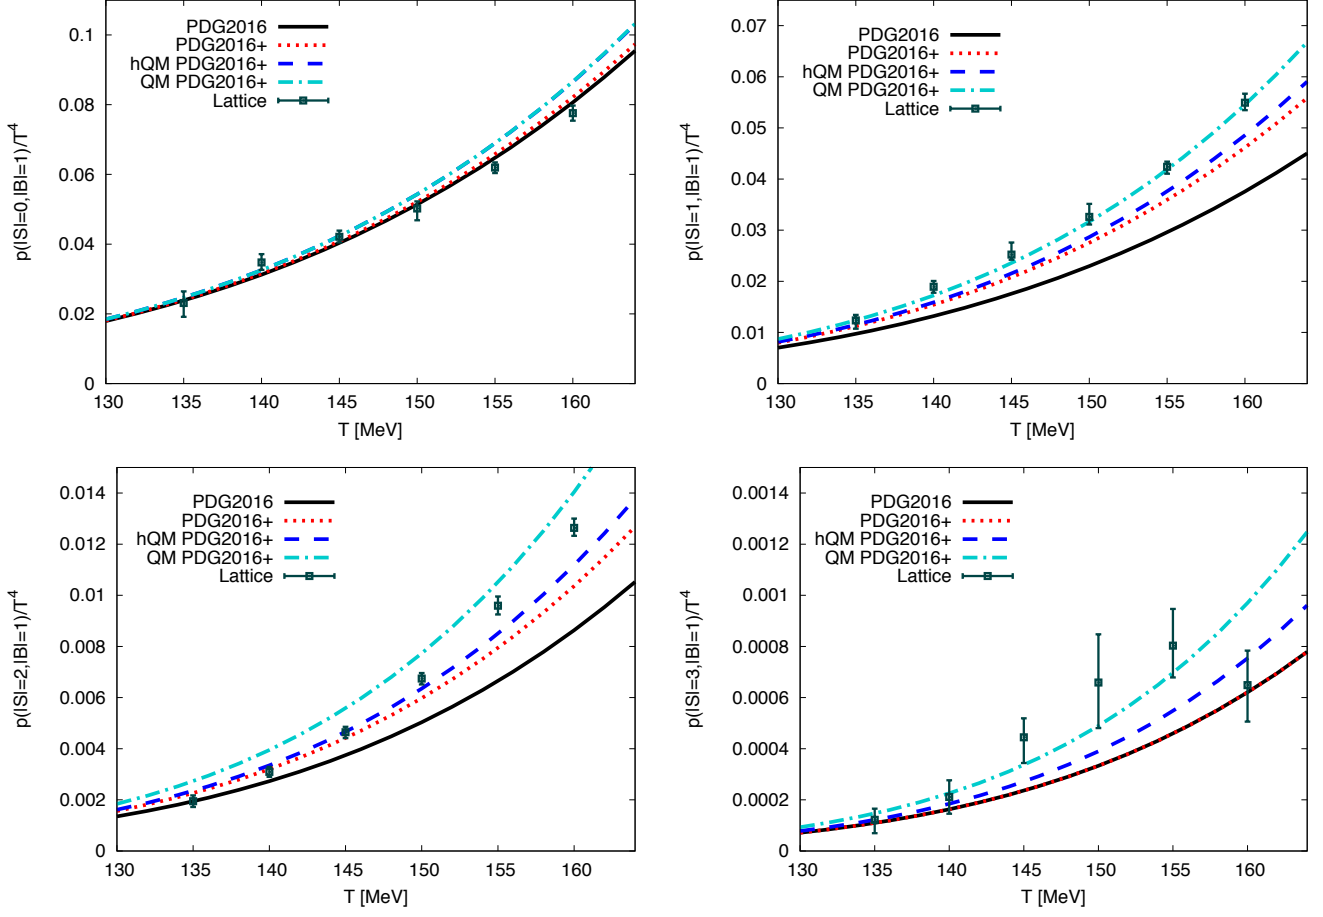 PDG2016
PDG2016+
hQM PDG2016+
QM PDG2016+
Lattice
0.1
0.08
0.06
0.04
0.02
0
p(|S|=0,|B|=1)/T^4
130 135 140 145 150 155 160
T [MeV]
PDG2016
PDG2016+
hQM PDG2016+
QM PDG2016+
Lattice
0.07
0.06
0.05
0.04
0.03
0.02
0.01
0
p(|S|=1,|B|=1)/T^4
130 135 140 145 150 155 160
T [MeV]
PDG2016
PDG2016+
hQM PDG2016+
QM PDG2016+
Lattice
0.014
0.012
0.01
0.008
0.006
0.004
0.002
0
p(|S|=2,|B|=1)/T^4
130 135 140 145 150 155 160
T [MeV]
PDG2016
PDG2016+
hQM PDG2016+
QM PDG2016+
Lattice
0.0014
0.0012
0.001
0.0008
0.0006
0.0004
0.0002
0
p(|S|=3,|B|=1)/T^4
130 135 140 145 150 155 160
T [MeV]